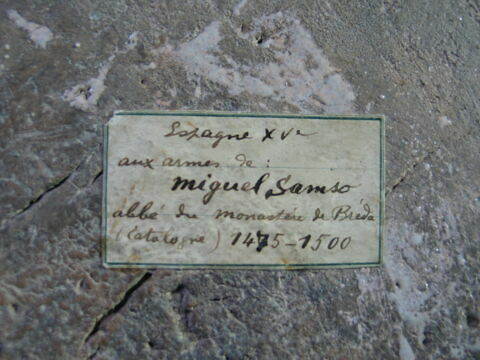 Espagne XVe
aux armes de :
Miguel Samso
abbé du monastère de Bréda
(Catalogne) 1475-1500